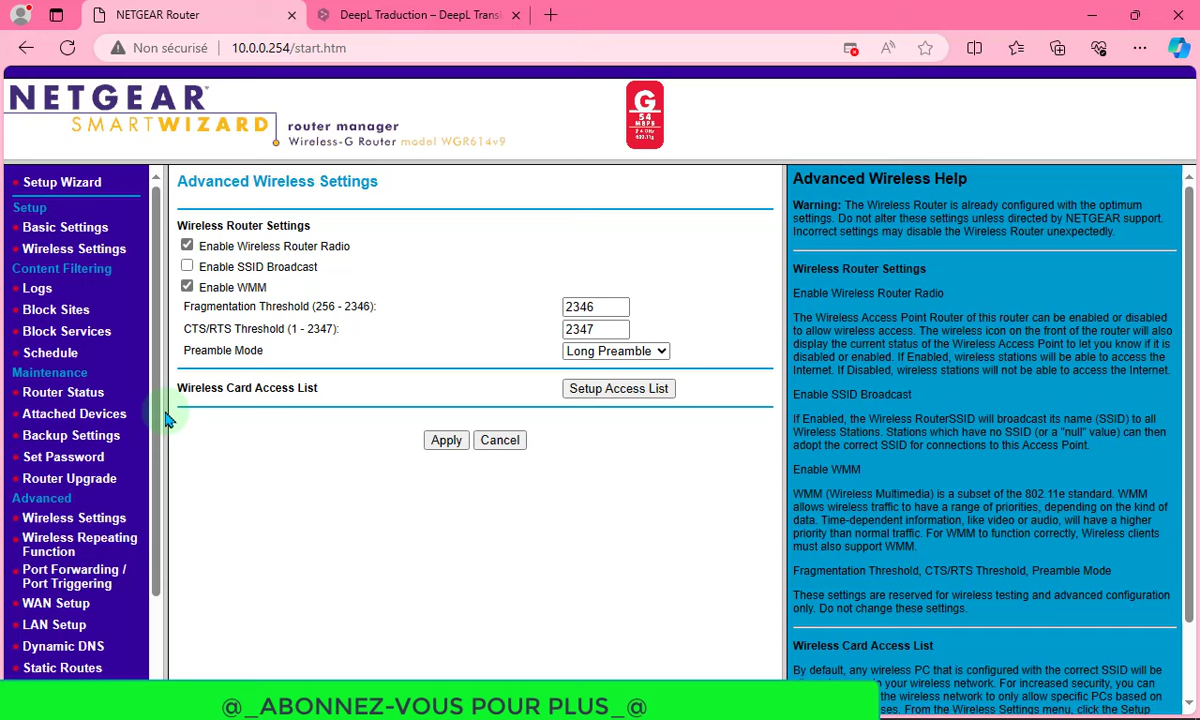 NETGEAR Router
DeepL Traduction – DeepL Transl
Non sécurisé
10.0.0.254/start.htm
NETGEAR
SMARTWIZARD
router manager
Wireless-G Router model WGR614v9
G
54
MBPS
2.4 GHz
802.11g
Setup Wizard
Setup
Basic Settings
Wireless Settings
Content Filtering
Logs
Block Sites
Block Services
Schedule
Maintenance
Router Status
Attached Devices
Backup Settings
Set Password
Router Upgrade
Advanced
Wireless Settings
Wireless Repeating
Function
Port Forwarding /
Port Triggering
WAN Setup
LAN Setup
Dynamic DNS
Static Routes
Advanced Wireless Settings
Wireless Router Settings
Enable Wireless Router Radio
Enable SSID Broadcast
Enable WMM
Fragmentation Threshold (256 - 2346): 2346
CTS/RTS Threshold (1 - 2347): 2347
Preamble Mode Long Preamble
Wireless Card Access List Setup Access List
Apply Cancel
Advanced Wireless Help
Warning: The Wireless Router is already configured with the optimum
settings. Do not alter these settings unless directed by NETGEAR support.
Incorrect settings may disable the Wireless Router unexpectedly.
Wireless Router Settings
Enable Wireless Router Radio
The Wireless Access Point Router of this router can be enabled or disabled
to allow wireless access. The wireless icon on the front of the router will also
display the current status of the Wireless Access Point to let you know if it is
disabled or enabled. If Enabled, wireless stations will be able to access the
Internet. If Disabled, wireless stations will not be able to access the Internet.
Enable SSID Broadcast
If Enabled, the Wireless RouterSSID will broadcast its name (SSID) to all
Wireless Stations. Stations which have no SSID (or a "null" value) can then
adopt the correct SSID for connections to this Access Point.
Enable WMM
WMM (Wireless Multimedia) is a subset of the 802.11e standard. WMM
allows wireless traffic to have a range of priorities, depending on the kind of
data. Time-dependent information, like video or audio, will have a higher
priority than normal traffic. For WMM to function correctly, Wireless clients
must also support WMM.
Fragmentation Threshold, CTS/RTS Threshold, Preamble Mode
These settings are reserved for wireless testing and advanced configuration
only. Do not change these settings.
Wireless Card Access List
By default, any wireless PC that is configured with the correct SSID will be
your wireless network. For increased security, you can
the wireless network to only allow specific PCs based on
ses. From the Wireless Settings menu, click the Setup
@_ABONNEZ-VOUS POUR PLUS_@